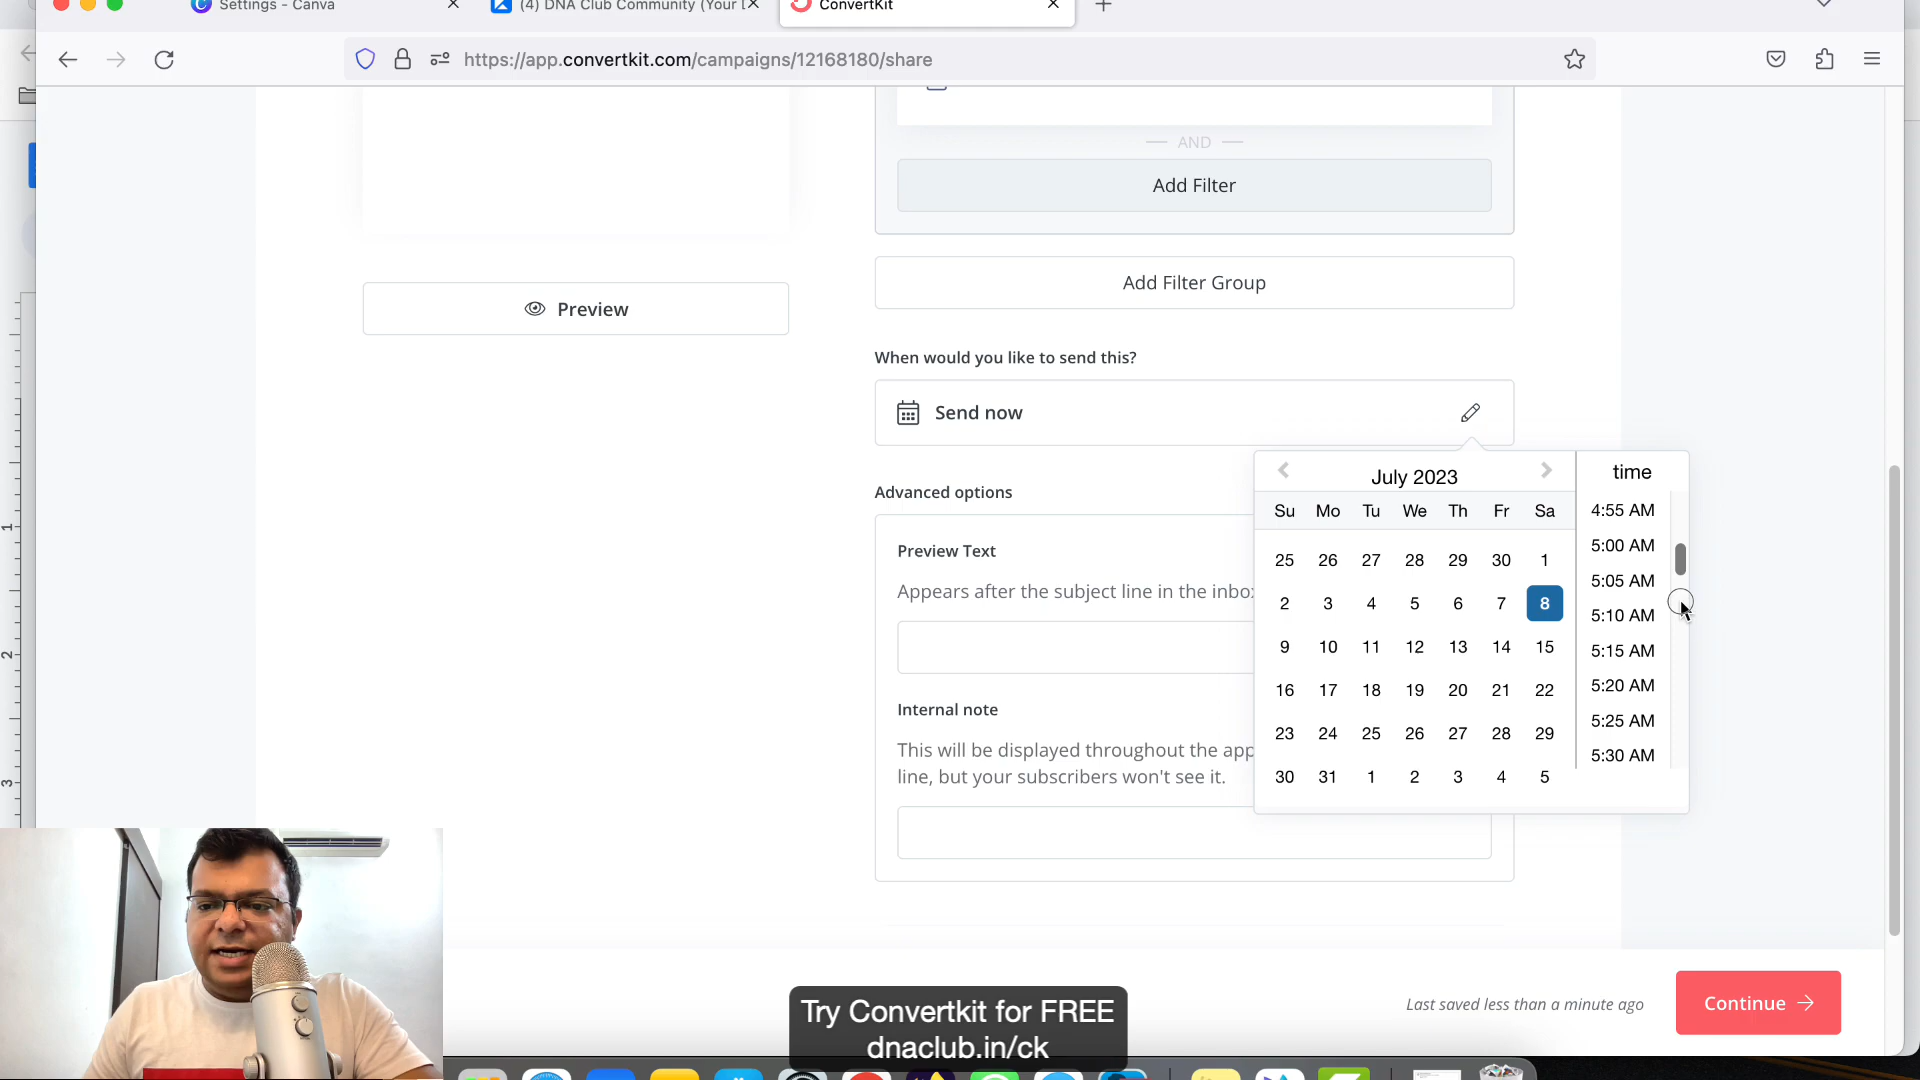 Settings - Canva
(4) DNA Club Community (Your D
ConvertKit
https://app.convertkit.com/campaigns/12168180/share
AND
Add Filter
Add Filter Group
Preview
When would you like to send this?
Send now
Advanced options
Preview Text
Appears after the subject line in the inbox
Internal note
This will be displayed throughout the app
line, but your subscribers won't see it.
July 2023
time
Su Mo Tu We Th Fr Sa
25 26 27 28 29 30 1
2 3 4 5 6 7 8
9 10 11 12 13 14 15
16 17 18 19 20 21 22
23 24 25 26 27 28 29
30 31 1 2 3 4 5
4:55 AM
5:00 AM
5:05 AM
5:10 AM
5:15 AM
5:20 AM
5:25 AM
5:30 AM
Last saved less than a minute ago
Continue
Try Convertkit for FREE
dnaclub.in/ck
1
2
3